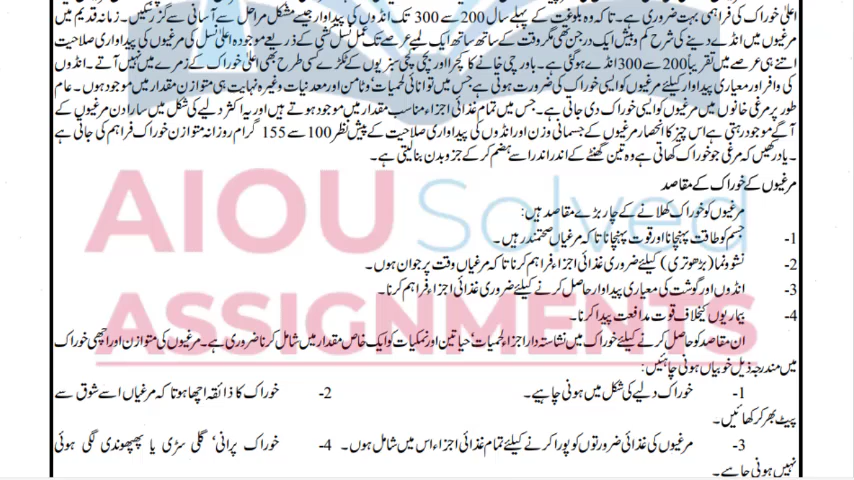 اعلیٰ خوراک کی فراہمی بہت ضروری ہے۔ تاکہ وہ بلوغت کے پہلے سال 200 سے 300 تک انڈوں کی پیداوار جیسے مشکل مراحل سے آسانی سے گزر سکیں۔ زمانہ قدیم میں
مرغیوں میں انڈے دینے کی شرح کم و بیش ایک درجن تھی مگر وقت کے ساتھ ساتھ ایک لمبے عرصے تک عمل نسل کشی کے ذریعے موجودہ اعلیٰ نسل کی مرغیوں کی پیداواری صلاحیت
اتنے ہی عرصے میں تقریباً 200 سے 300 انڈے ہو گئی ہے۔ باورچی خانے کا کچرا اور بچی کچی سبزیوں کے ٹکڑے کسی طرح بھی اعلیٰ خوراک کے زمرے میں نہیں آتے۔ انڈوں
کی وافر اور معیاری پیداوار کیلئے مرغیوں کو ایسی خوراک کی ضرورت ہوتی ہے جس میں توانائی لحمیات، وٹامن اور معدنیات وغیرہ نہایت ہی متوازن مقدار میں موجود ہوں۔ عام
طور پر مرغی خانوں میں مرغیوں کو ایسی خوراک دی جاتی ہے۔ جس میں تمام غذائی اجزاء مناسب مقدار میں موجود ہوتے ہیں اور یہ اکثر دلیے کی شکل میں سارا دن مرغیوں کے
آگے موجود رہتی ہے اس چیز کا انحصار مرغیوں کے جسمانی وزن اور انڈوں کی پیداواری صلاحیت کے پیش نظر 100 سے 155 گرام روزانہ متوازن خوراک فراہم کی جاتی ہے
۔ یاد رکھیں کہ مرغی جو خوراک کھاتی ہے وہ تین گھنٹے کے اندر اندر اسے ہضم کر کے جزو بدن بنا لیتی ہے۔
مرغیوں کے خوراک کے مقاصد
مرغیوں کو خوراک کھلانے کے چار بڑے مقاصد ہیں:
1- جسم کو طاقت پہنچانا اور قوت پہنچانا تاکہ مرغیاں صحتمند رہیں۔
2- نشوونما (بڑھوتری) کیلئے ضروری غذائی اجزاء فراہم کرنا تاکہ مرغیاں وقت پر جوان ہوں۔
3- انڈوں اور گوشت کی معیاری پیداوار حاصل کرنے کیلئے ضروری غذائی اجزاء فراہم کرنا۔
4- بیماریوں کیخلاف قوت مدافعت پیدا کرنا۔
ان مقاصد کو حاصل کرنے کیلئے خوراک میں نشاستہ دار اجزاء لحمیات، حیاتین اور نمکیات کو ایک خاص مقدار میں شامل کرنا ضروری ہے۔ مرغیوں کی متوازن اور اچھی خوراک
میں مندرجہ ذیل خوبیاں ہونی چاہئیں:
1- خوراک دلیے کی شکل میں ہونی چاہیے۔ 2- خوراک کا ذائقہ اچھا ہوتا کہ مرغیاں اسے شوق سے
پیٹ بھر کر کھائیں۔
3- مرغیوں کی غذائی ضرورتوں کو پورا کرنے کیلئے تمام غذائی اجزاء اس میں شامل ہوں۔ 4- خوراک پرانی، گلی سڑی یا پھپھوندی لگی ہوئی
نہیں ہونی چاہے۔
AIOU Solved
ASSIGNMENTS